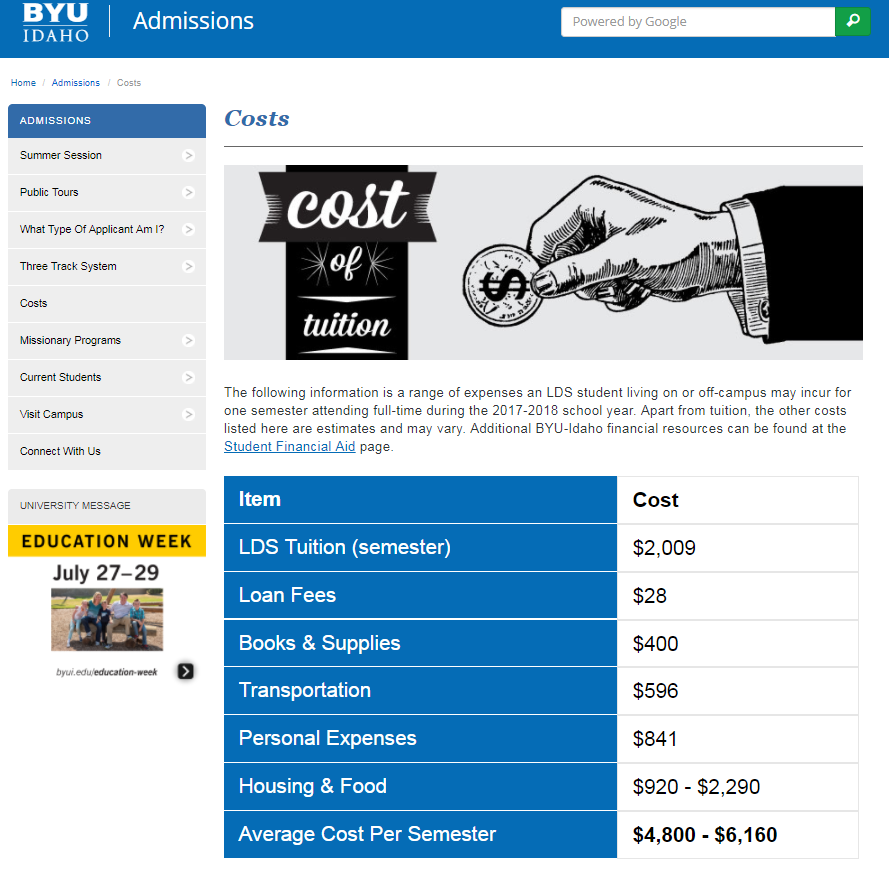 BYU
IDAHO
Admissions
Powered by Google
Home / Admissions / Costs
ADMISSIONS
Summer Session
Public Tours
What Type Of Applicant Am I?
Three Track System
Costs
Missionary Programs
Current Students
Visit Campus
Connect With Us
UNIVERSITY MESSAGE
EDUCATION WEEK
July 27–29
byui.edu/education-week
Costs
cost
of
tuition
$
The following information is a range of expenses an LDS student living on or off-campus may incur for
one semester attending full-time during the 2017-2018 school year. Apart from tuition, the other costs
listed here are estimates and may vary. Additional BYU-Idaho financial resources can be found at the
Student Financial Aid page.
Item Cost
LDS Tuition (semester) $2,009
Loan Fees $28
Books & Supplies $400
Transportation $596
Personal Expenses $841
Housing & Food $920 - $2,290
Average Cost Per Semester $4,800 - $6,160